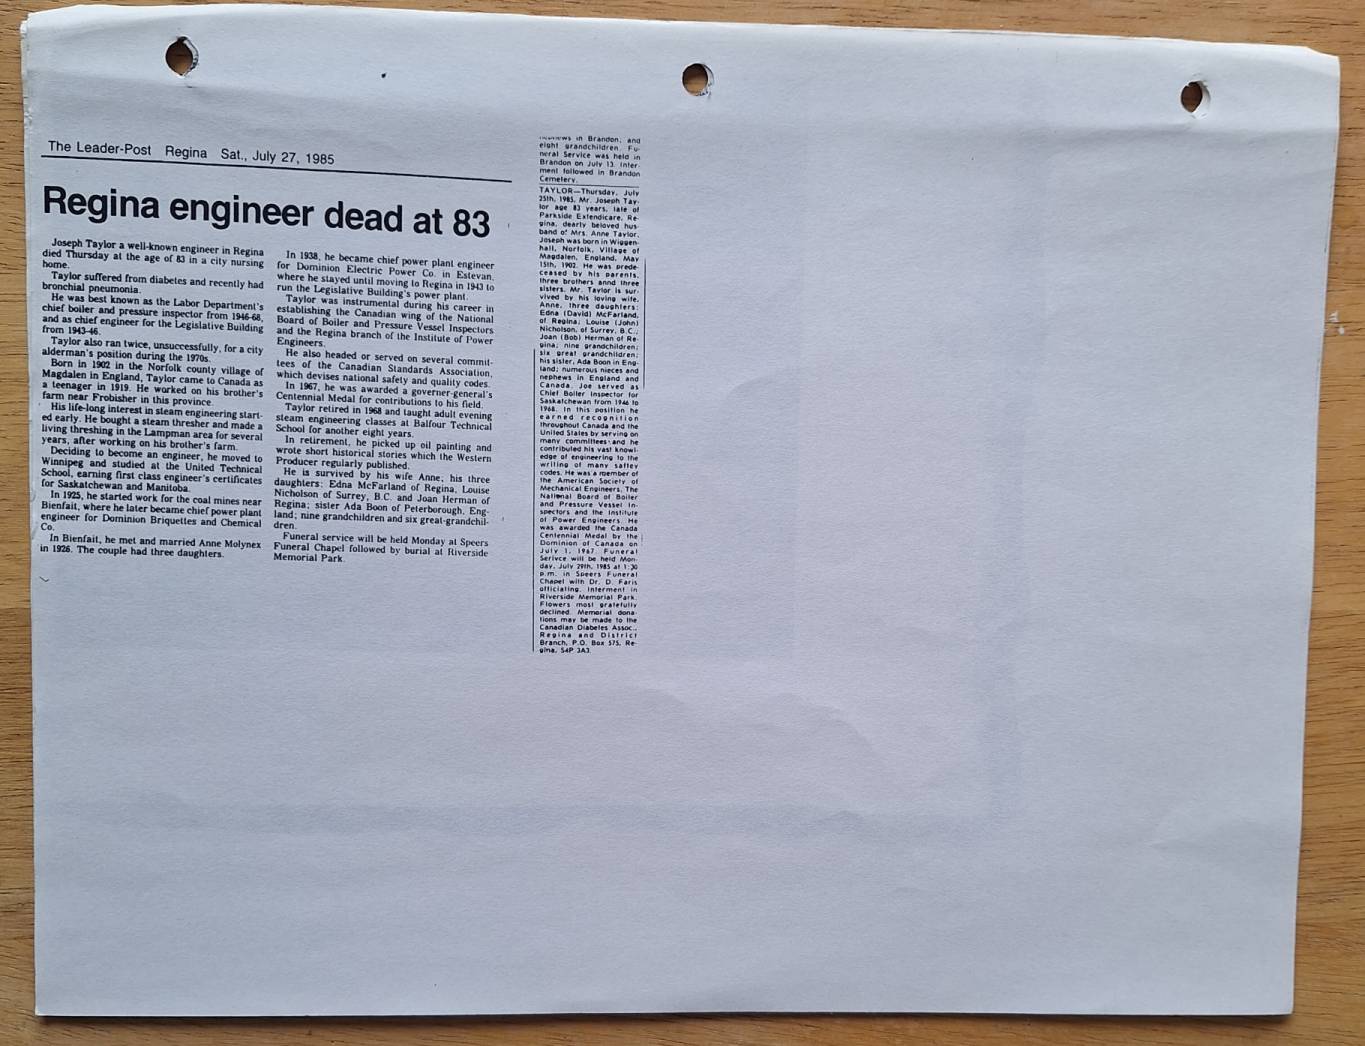 The Leader-Post Regina Sat., July 27, 1985
Regina engineer dead at 83
Joseph Taylor a well-known engineer in Regina
died Thursday at the age of 83 in a city nursing
home.
Taylor suffered from diabetes and recently had
bronchial pneumonia.
He was best known as the Labor Department's
chief boiler and pressure inspector from 1946-68,
and as chief engineer for the Legislative Building
from 1943-46.
Taylor also ran twice, unsuccessfully, for a city
alderman's position during the 1970s.
Born in 1902 in the Norfolk county village of
Magdalen in England, Taylor came to Canada as
a teenager in 1919. He worked on his brother's
farm near Frobisher in this province.
His life-long interest in steam engineering start-
ed early. He bought a steam thresher and made a
living threshing in the Lampman area for several
years, after working on his brother's farm.
Deciding to become an engineer, he moved to
Winnipeg and studied at the United Technical
School, earning first class engineer's certificates
for Saskatchewan and Manitoba.
In 1925, he started work for the coal mines near
Bienfait, where he later became chief power plant
engineer for Dominion Briquettes and Chemical
Co.
In Bienfait, he met and married Anne Molynex
in 1926. The couple had three daughters.
In 1938, he became chief power plant engineer
for Dominion Electric Power Co. in Estevan,
where he stayed until moving to Regina in 1943 to
run the Legislative Building's power plant.
Taylor was instrumental during his career in
establishing the Canadian wing of the National
Board of Boiler and Pressure Vessel Inspectors
and the Regina branch of the Institute of Power
Engineers.
He also headed or served on several commit-
tees of the Canadian Standards Association,
which devises national safety and quality codes.
In 1967, he was awarded a governer-general's
Centennial Medal for contributions to his field.
Taylor retired in 1968 and taught adult evening
steam engineering classes at Balfour Technical
School for another eight years.
In retirement, he picked up oil painting and
wrote short historical stories which the Western
Producer regularly published.
He is survived by his wife Anne, his three
daughters: Edna McFarland of Regina, Louise
Nicholson of Surrey, B.C. and Joan Herman of
Regina; sister Ada Boon of Peterborough, Eng-
land; nine grandchildren and six great-grandchil-
dren.
Funeral service will be held Monday at Speers
Funeral Chapel followed by burial at Riverside
Memorial Park.
in Brandon; and
eight grandchildren. Fu-
neral Service was held in
Brandon on July 13. Inter-
ment followed in Brandon
Cemetery.
TAYLOR—Thursday, July
25th, 1985, Mr. Joseph Tay-
lor age 83 years, late of
Parkside Extendicare, Re-
gina, dearly beloved hus-
band of Mrs. Anne Taylor.
Joseph was born in Wiggen-
hall, Norfolk, Village of
Magdalen, England, May
15th, 1902. He was prede-
ceased by his parents,
three brothers annd three
sisters. Mr. Taylor is sur-
vived by his loving wife,
Anne, three daughters:
Edna (David) McFarland,
of Regina; Louise (John)
Nicholson, of Surrey, B.C.,
Joan (Bob) Herman of Re-
gina; nine grandchildren;
six great grandchildren;
his sister, Ada Boon in Eng-
land; numerous nieces and
nephews in England and
Canada. Joe served as
Chief Boiler Inspector for
Saskatchewan from 1946 to
1968. In this position he
earned recognition
throughout Canada and the
United States by serving on
many committees and he
contributed his vast knowl-
edge of engineering to the
writing of many saftey
codes. He was a member of
the American Society of
Mechanical Engineers, The
National Board of Boiler
and Pressure Vessel In-
spectors and the Institute
of Power Engineers. He
was awarded the Canada
Centennial Medal by the
Dominion of Canada on
July 1, 1967. Funeral
Serivce will be held Mon-
day, July 29th, 1985 at 1:30
p.m. in Speers Funeral
Chapel with Dr. D. Faris
officiating. Interment in
Riverside Memorial Park.
Flowers most gratefully
declined. Memorial dona-
tions may be made to the
Canadian Diabetes Assoc.,
Regina and District
Branch, P.O. Box 575, Re-
gina, S4P 3A3.